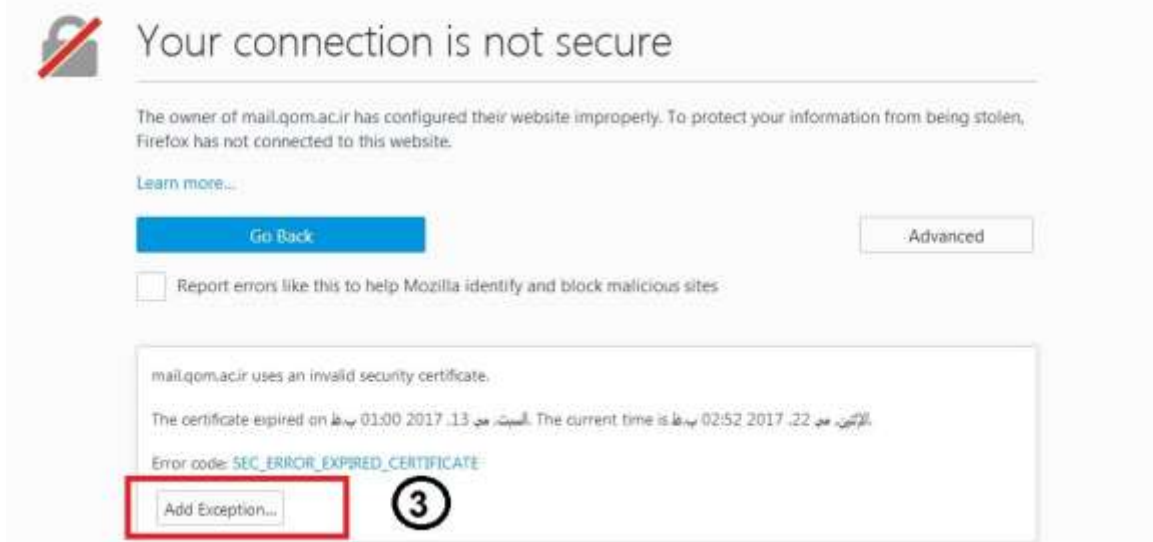 Your connection is not secure
The owner of mail.qom.ac.ir has configured their website improperly. To protect your information from being stolen,
Firefox has not connected to this website.
Learn more...
Go Back
Advanced
Report errors like this to help Mozilla identify and block malicious sites
mail.qom.ac.ir uses an invalid security certificate.
The certificate expired on السبت, مي 13, 2017 01:00 ب.ظ. The current time is الإثنين, مي 22, 2017 02:52 ب.ظ.
Error code: SEC_ERROR_EXPIRED_CERTIFICATE
Add Exception...
3